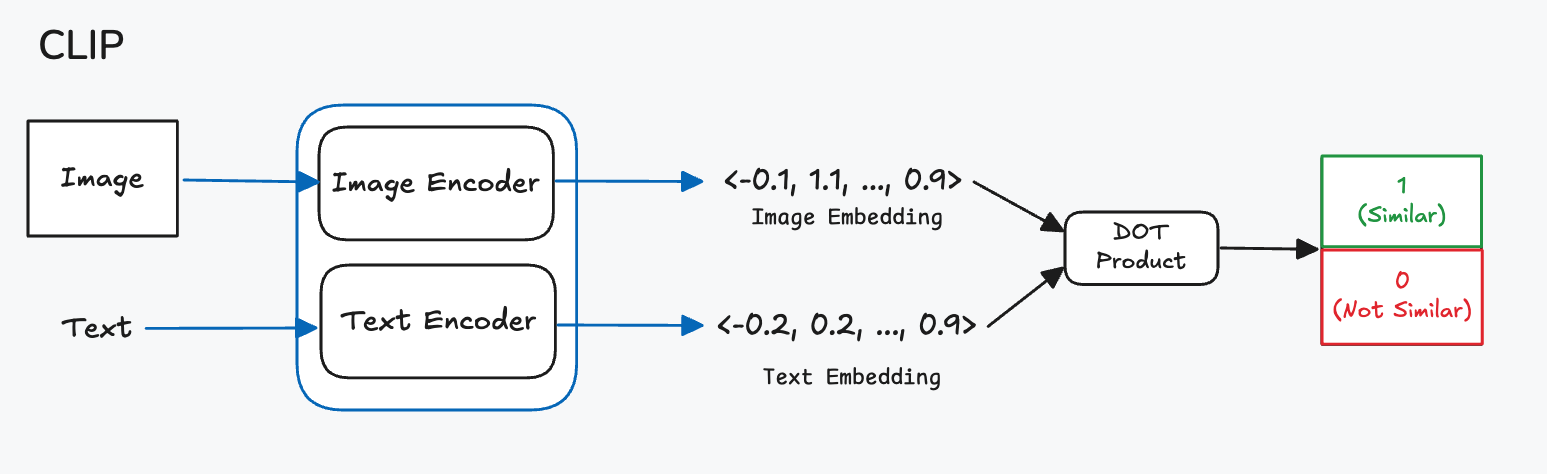 CLIP
Image
Image Encoder
<-0.1, 1.1, ..., 0.9>
Image Embedding
DOT
Product
1
(Similar)
0
(Not Similar)
Text
Text Encoder
<-0.2, 0.2, ..., 0.9>
Text Embedding